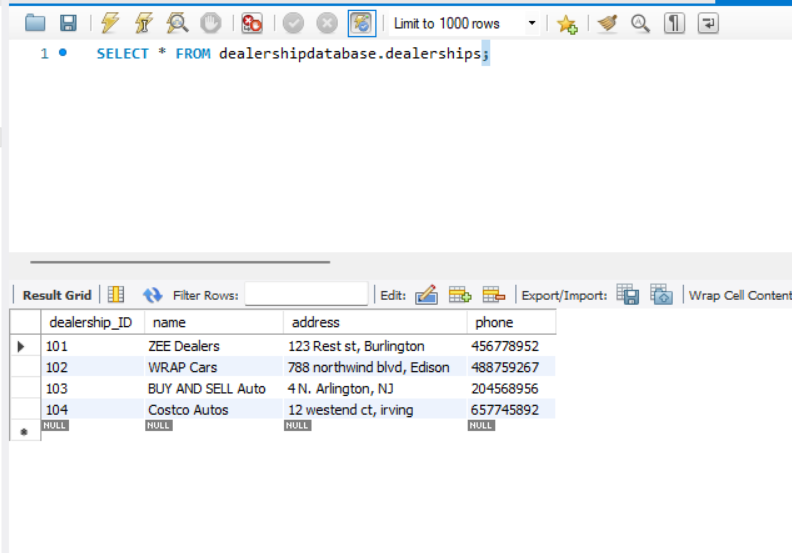 Limit to 1000 rows
1 SELECT * FROM dealershipdatabase.dealerships;
Result Grid Filter Rows: Edit: Export/Import: Wrap Cell Content
dealership_ID name address phone
101 ZEE Dealers 123 Rest st, Burlington 456778952
102 WRAP Cars 788 northwind blvd, Edison 488759267
103 BUY AND SELL Auto 4 N. Arlington, NJ 204568956
104 Costco Autos 12 westend ct, irving 657745892
NULL NULL NULL NULL